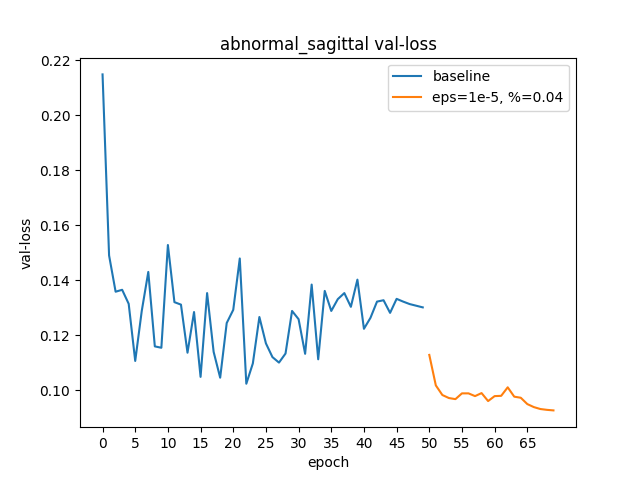 abnormal_sagittal val-loss
baseline
eps=1e-5, %=0.04
val-loss
0.22
0.20
0.18
0.16
0.14
0.12
0.10
0 5 10 15 20 25 30 35 40 45 50 55 60 65
epoch